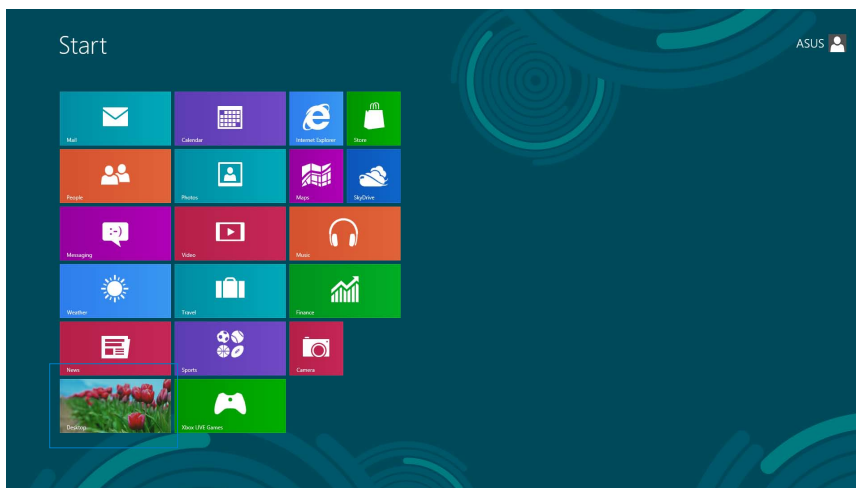 Start
ASUS
Mail
Calendar
Internet Explorer
Store
People
Photos
Maps
SkyDrive
Messaging
:-)
Video
Music
Weather
Travel
Finance
News
Sports
Camera
Desktop
Xbox LIVE Games